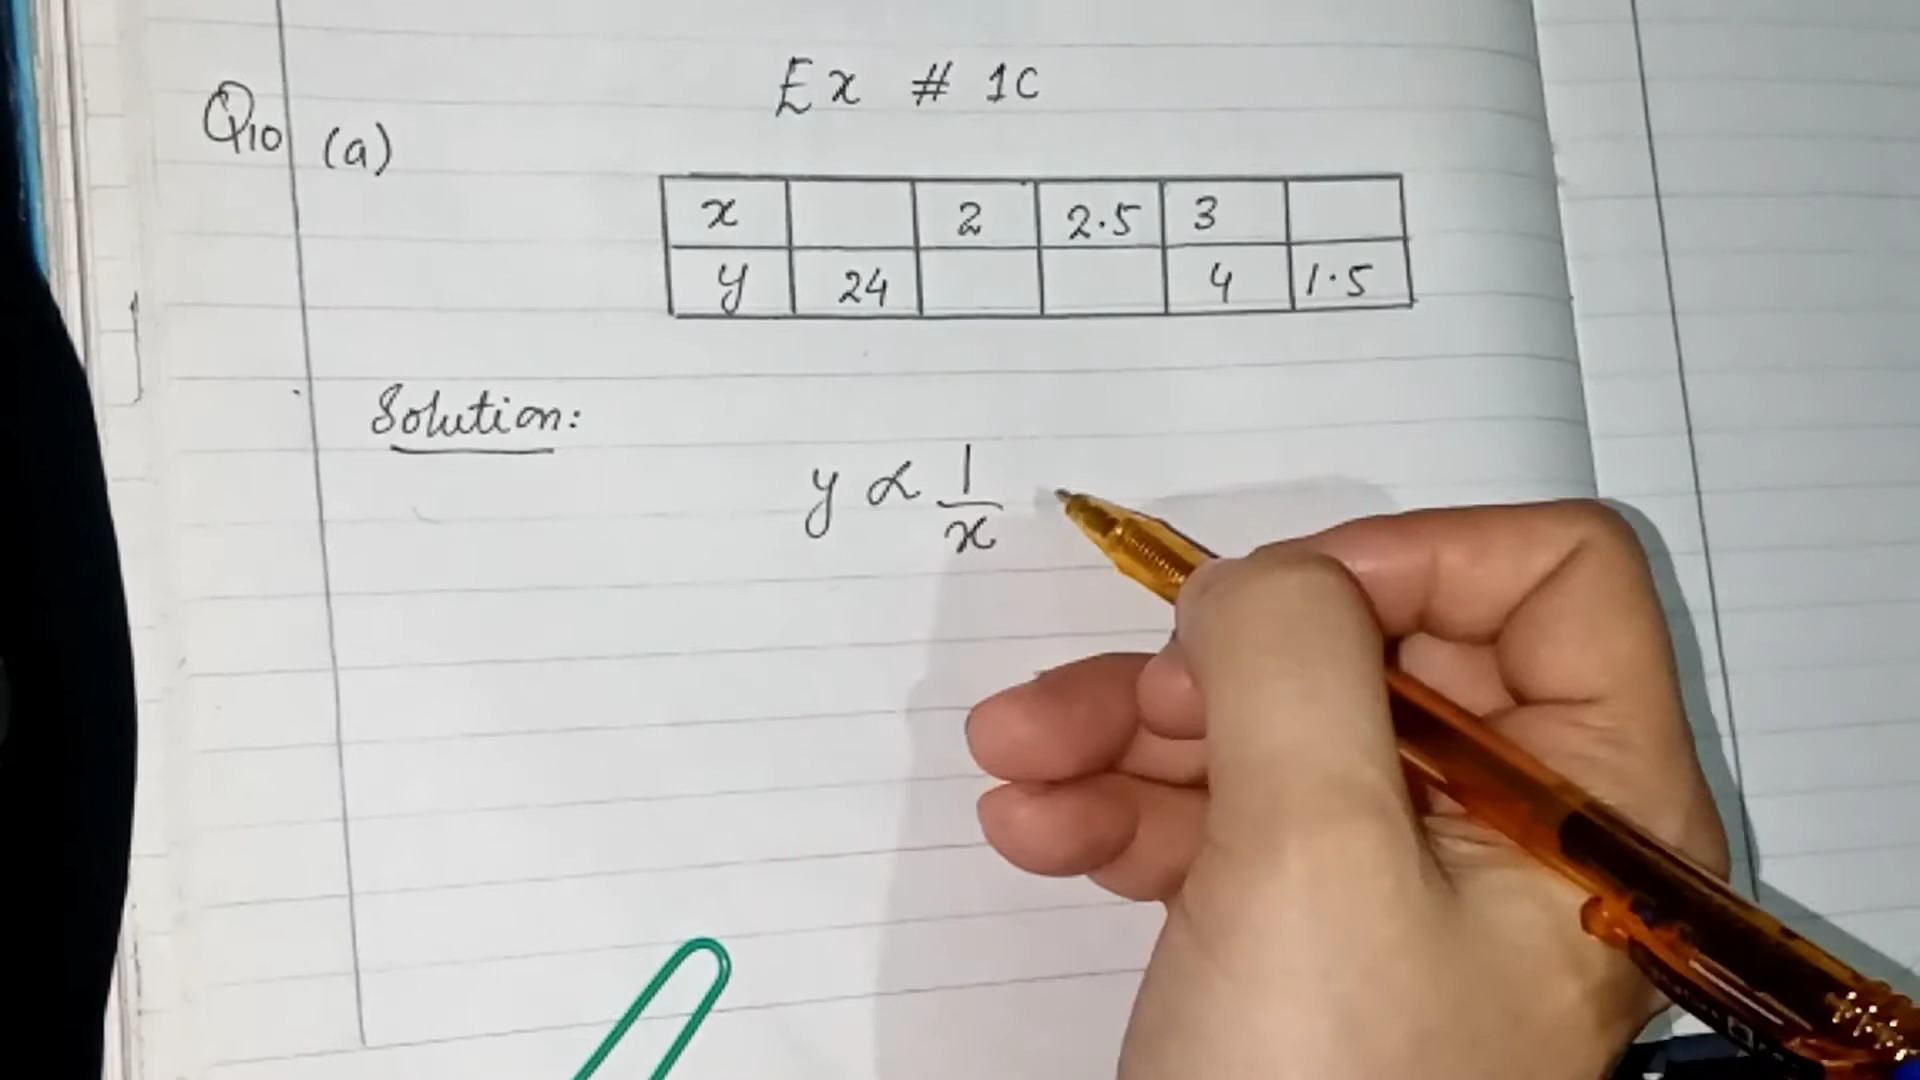 Ex # 1C
Q10 (a)
x 2 2.5 3
y 24 4 1.5
Solution:
y ∝ 1/x